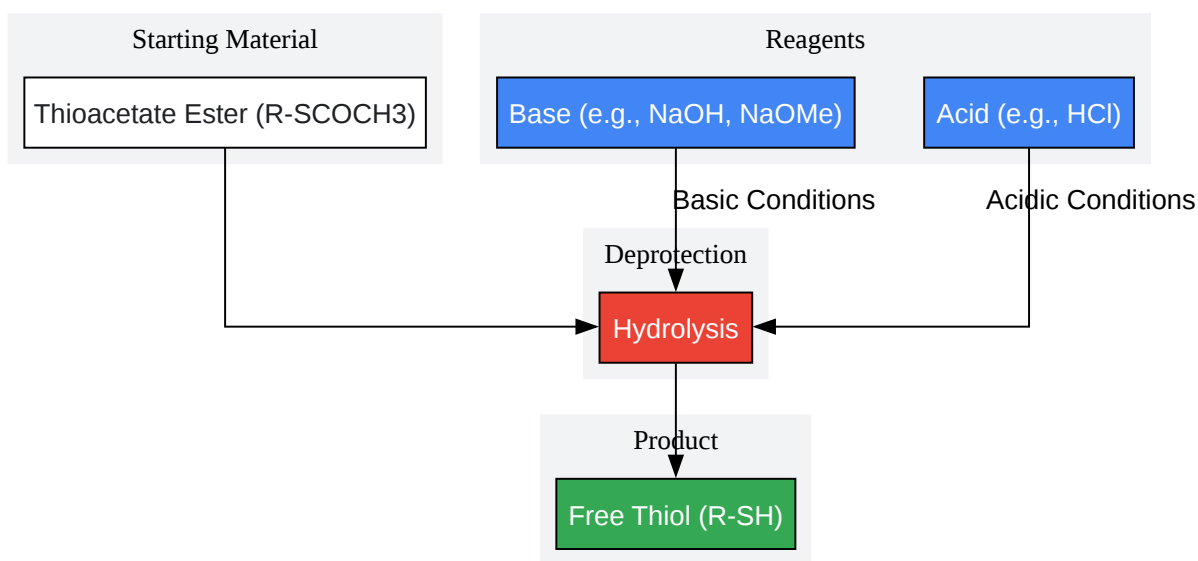 Starting Material
Reagents
Thioacetate Ester (R-SCOCH3)
Base (e.g., NaOH, NaOMe)
Acid (e.g., HCl)
Basic Conditions
Acidic Conditions
Deprotection
Hydrolysis
Product
Free Thiol (R-SH)